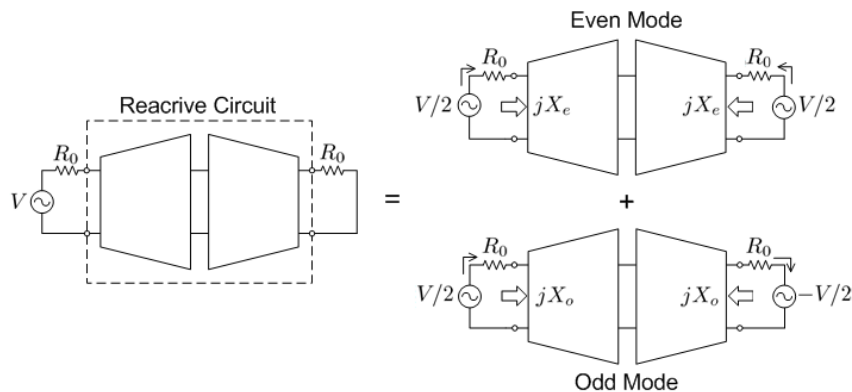 Even Mode
R₀
R₀
V/2
jXₑ
jXₑ
V/2
Reacrive Circuit
R₀
R₀
V
=
+
R₀
R₀
V/2
jXₒ
jXₒ
−V/2
Odd Mode